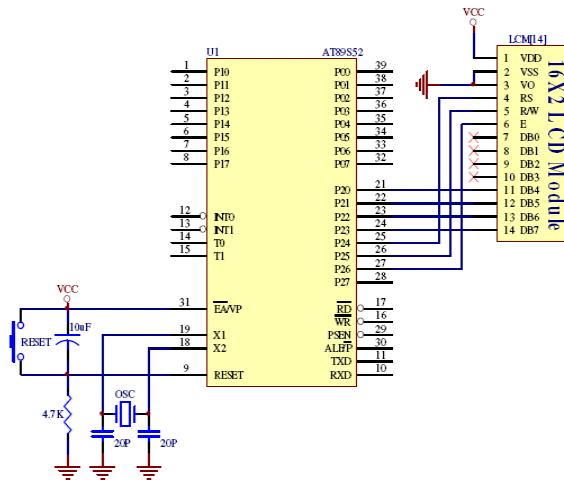 VCC
U1 AT89S52 LCM[14]
1 P10 P00 39
2 P11 P01 38
3 P12 P02 37
4 P13 P03 36
5 P14 P04 35
6 P15 P05 34
7 P16 P06 33
8 P17 P07 32
1 VDD
2 VSS
3 VO
4 RS
5 R/W
6 E
7 DB0
8 DB1
9 DB2
10 DB3
11 DB4
12 DB5
13 DB6
14 DB7
16X2 LCD Module
P20 21
P21 22
P22 23
P23 24
P24 25
P25 26
P26 27
P27 28
12 INT0
13 INT1
14 T0
15 T1
VCC
31 EA/VP RD 17
WR 16
19 X1 PSEN 29
18 X2 ALE/P 30
TXD 11
9 RESET RXD 10
10uF
RESET
OSC
4.7K
20P 20P